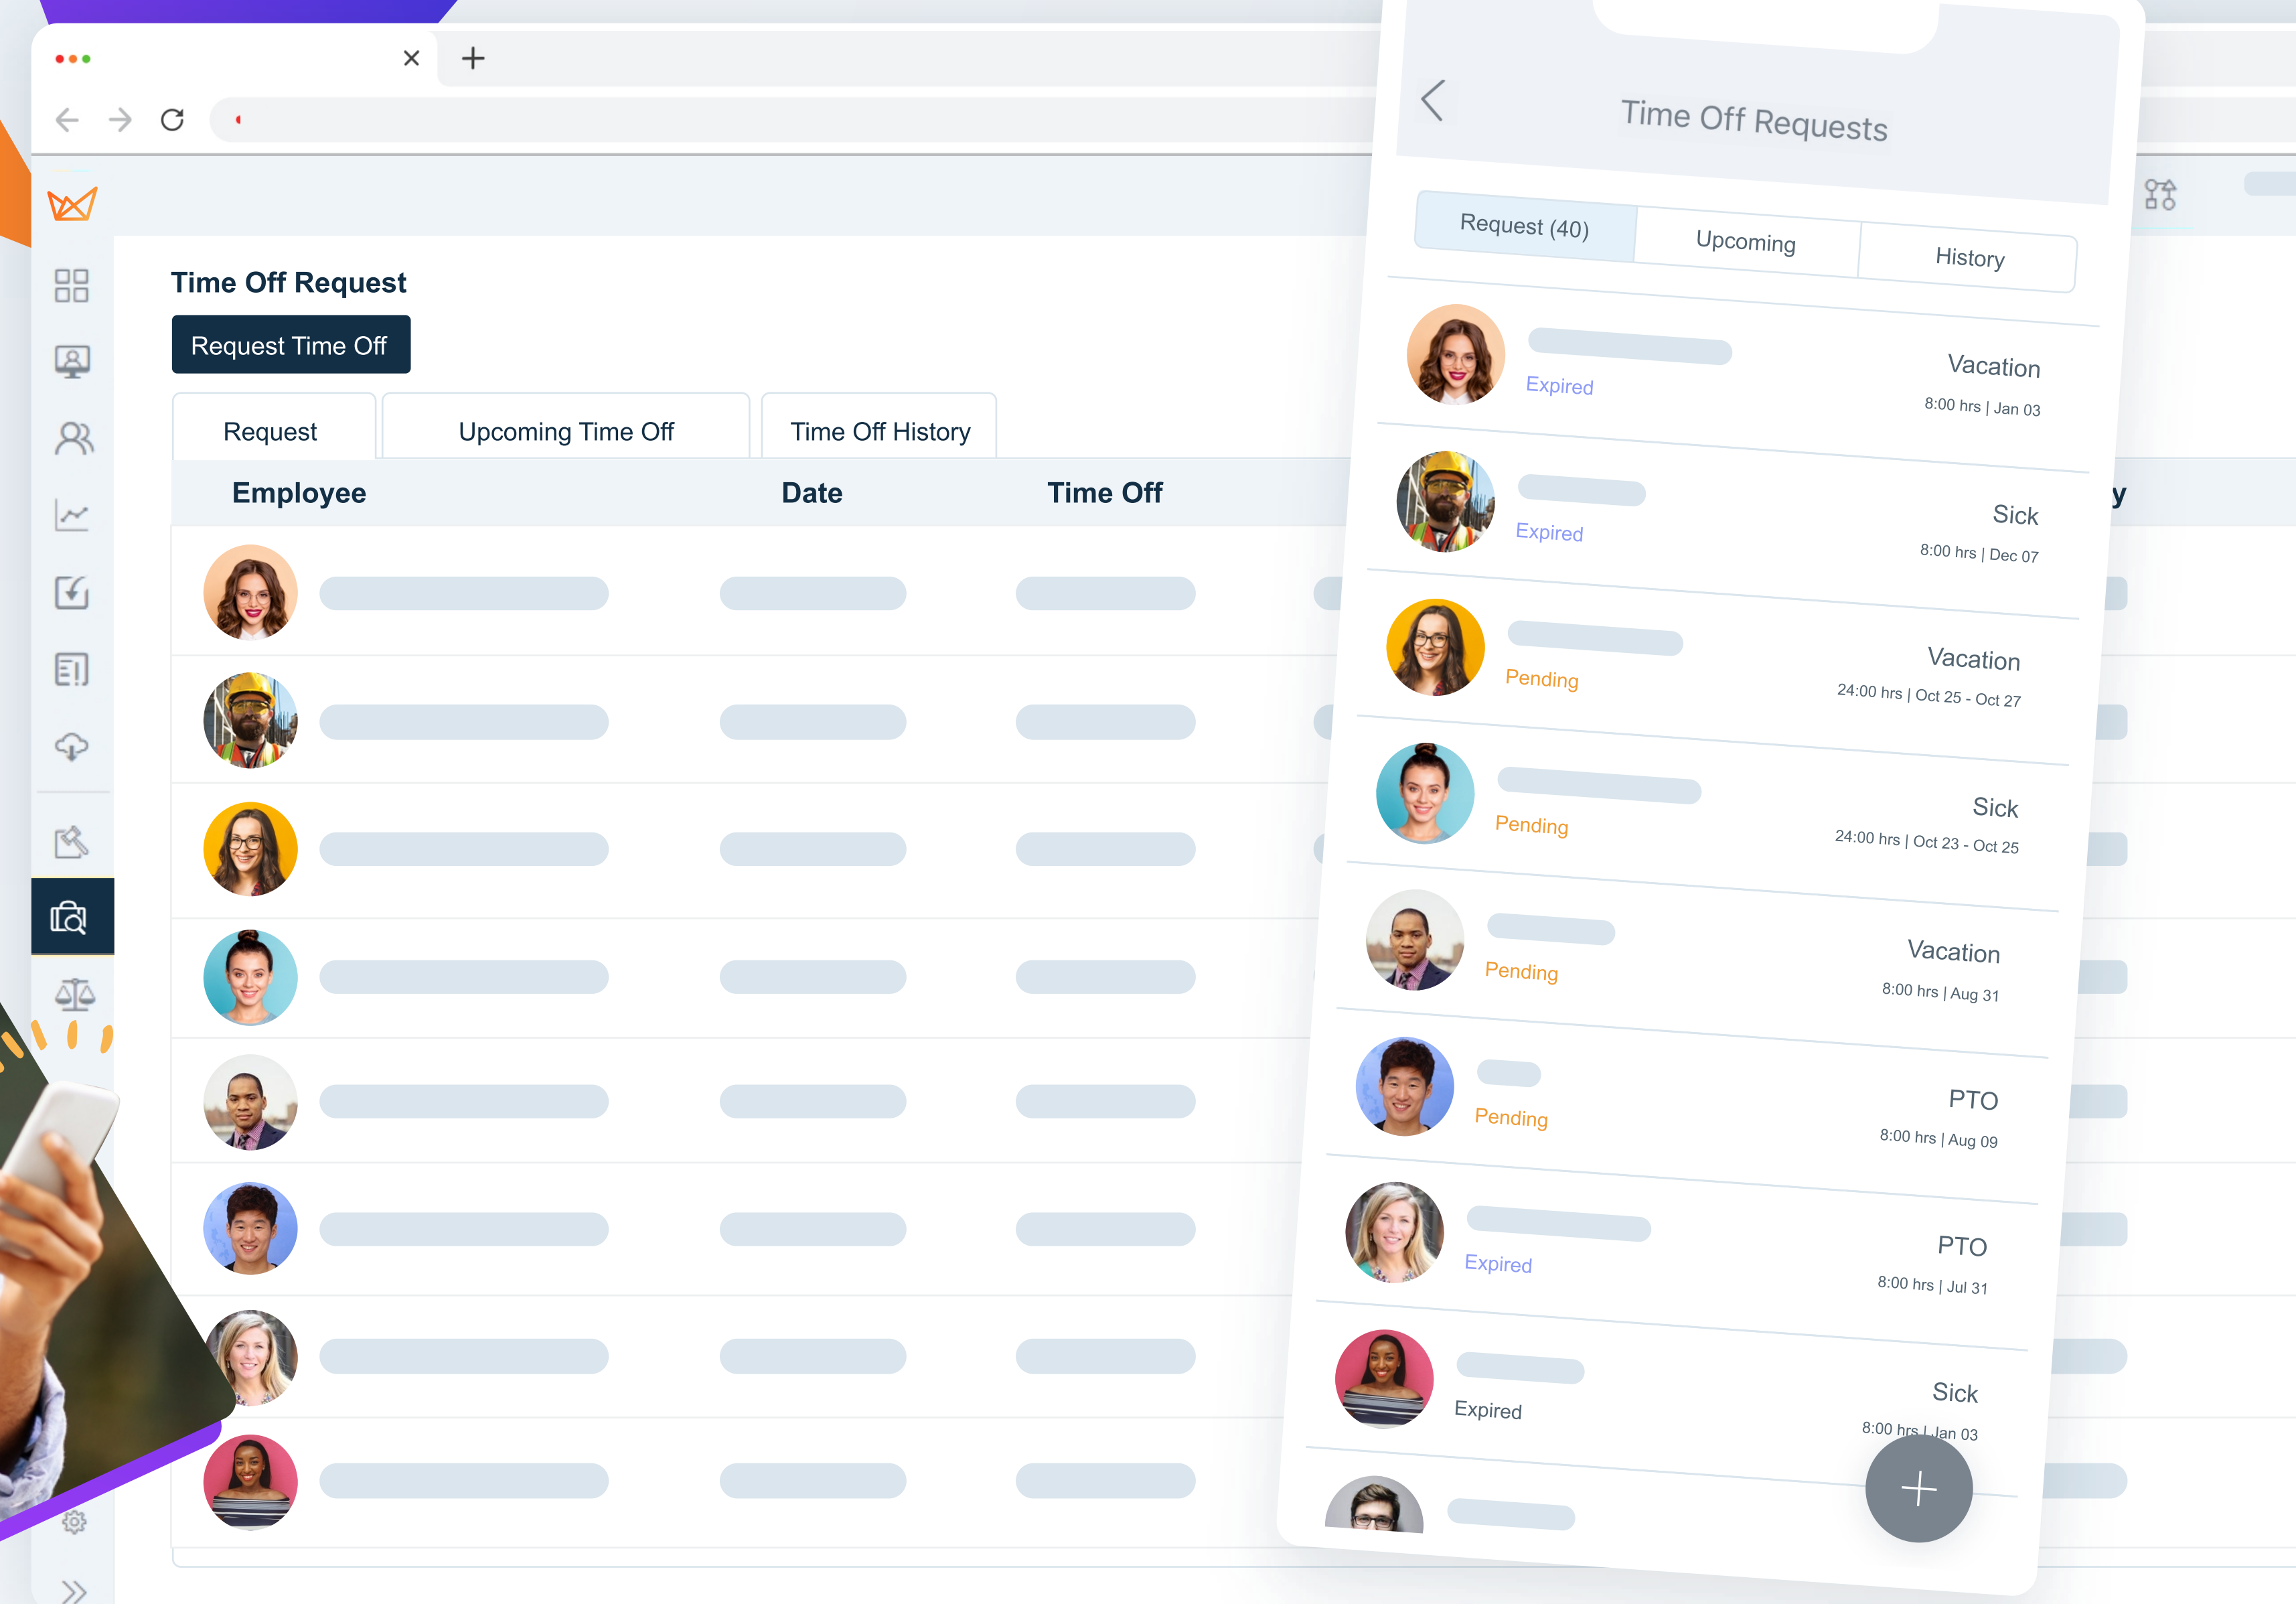 Time Off Request
Request Time Off
Request
Upcoming Time Off
Time Off History
Employee
Date
Time Off
y
Time Off Requests
Request (40)
Upcoming
History
Vacation
Expired
8:00 hrs | Jan 03
Sick
Expired
8:00 hrs | Dec 07
Vacation
Pending
24:00 hrs | Oct 25 - Oct 27
Sick
Pending
24:00 hrs | Oct 23 - Oct 25
Vacation
Pending
8:00 hrs | Aug 31
PTO
Pending
8:00 hrs | Aug 09
PTO
Expired
8:00 hrs | Jul 31
Sick
Expired
8:00 hrs | Jan 03